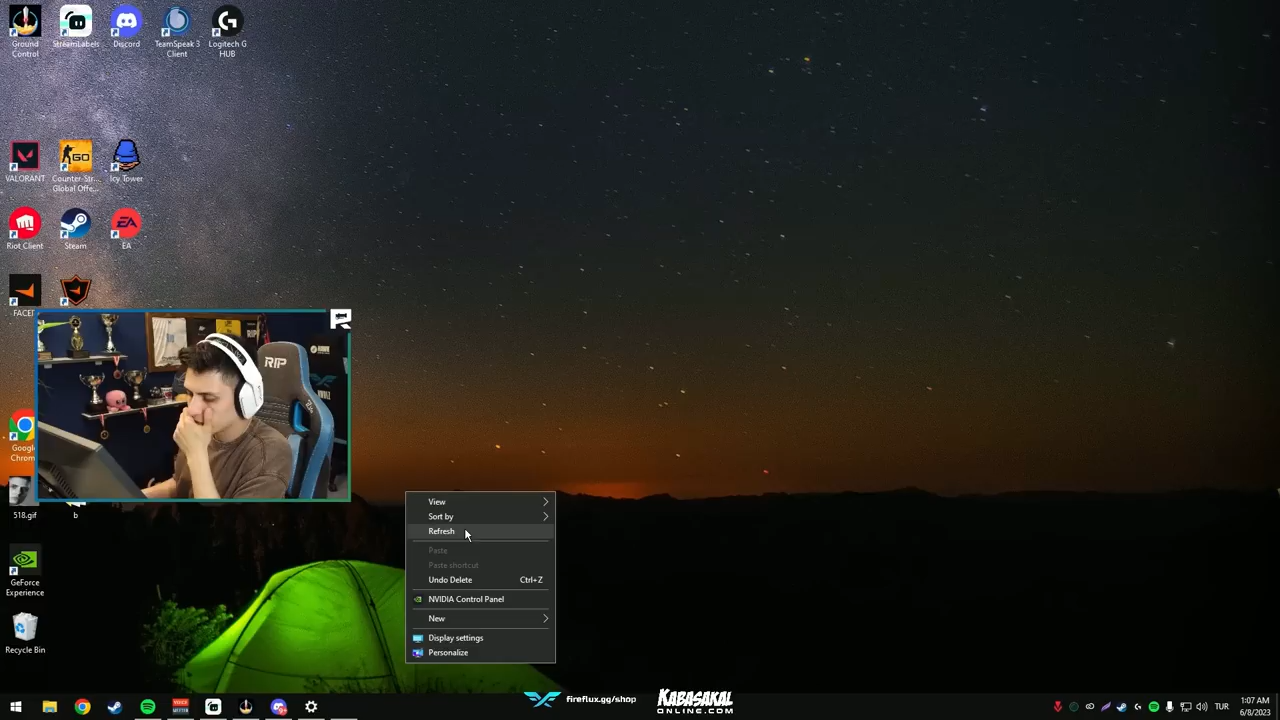 Ground
Control
StreamLabels
Discord
TeamSpeak 3
Client
Logitech G
HUB
VALORANT
Counter-Str...
Global Offe...
Icy Tower
GO
Riot Client
Steam
EA
EA
FACEI
RIP
Google
Chrom
518.gif
b
GeForce
Experience
Recycle Bin
View
Sort by
Refresh
Paste
Paste shortcut
Undo Delete Ctrl+Z
NVIDIA Control Panel
New
Display settings
Personalize
fireflux.gg/shop
KABASAKAL
ONLINE.COM
TUR
1:07 AM
6/8/2023